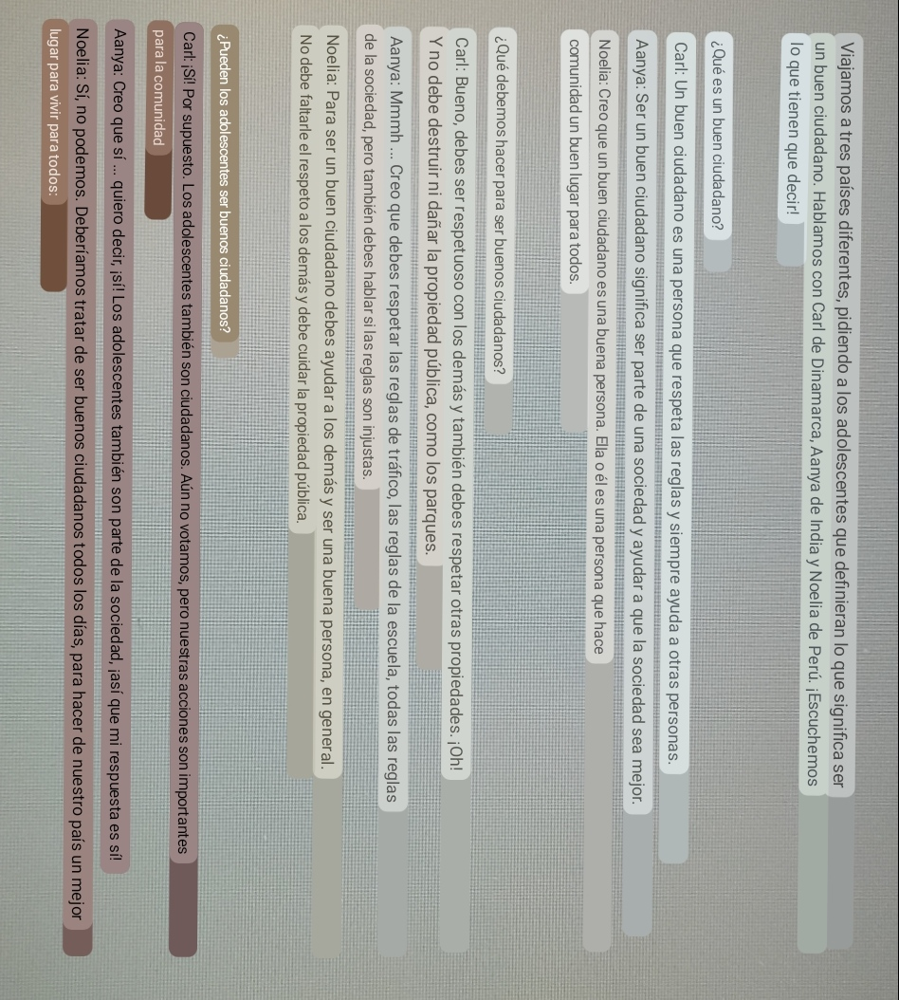 Viajamos a tres países diferentes, pidiendo a los adolescentes que definieran lo que significa ser
un buen ciudadano. Hablamos con Carl de Dinamarca, Aanya de India y Noelia de Perú. ¡Escuchemos
lo que tienen que decir!
¿Qué es un buen ciudadano?
Carl: Un buen ciudadano es una persona que respeta las reglas y siempre ayuda a otras personas.
Aanya: Ser un buen ciudadano significa ser parte de una sociedad y ayudar a que la sociedad sea mejor.
Noelia: Creo que un buen ciudadano es una buena persona. Ella o él es una persona que hace
comunidad un buen lugar para todos.
¿Qué debemos hacer para ser buenos ciudadanos?
Carl: Bueno, debes ser respetuoso con los demás y también debes respetar otras propiedades. ¡Oh!
Y no debe destruir ni dañar la propiedad pública, como los parques.
Aanya: Mmmh ... Creo que debes respetar las reglas de tráfico, las reglas de la escuela, todas las reglas
de la sociedad, pero también debes hablar si las reglas son injustas.
Noelia: Para ser un buen ciudadano debes ayudar a los demás y ser una buena persona, en general.
No debe faltarle el respeto a los demás y debe cuidar la propiedad pública.
¿Pueden los adolescentes ser buenos ciudadanos?
Carl: ¡Sí! Por supuesto. Los adolescentes también son ciudadanos. Aún no votamos, pero nuestras acciones son importantes
para la comunidad
Aanya: Creo que sí ... quiero decir, ¡sí! Los adolescentes también son parte de la sociedad, ¡así que mi respuesta es sí!
Noelia: Sí, no podemos. Deberíamos tratar de ser buenos ciudadanos todos los días, para hacer de nuestro país un mejor
lugar para vivir para todos: